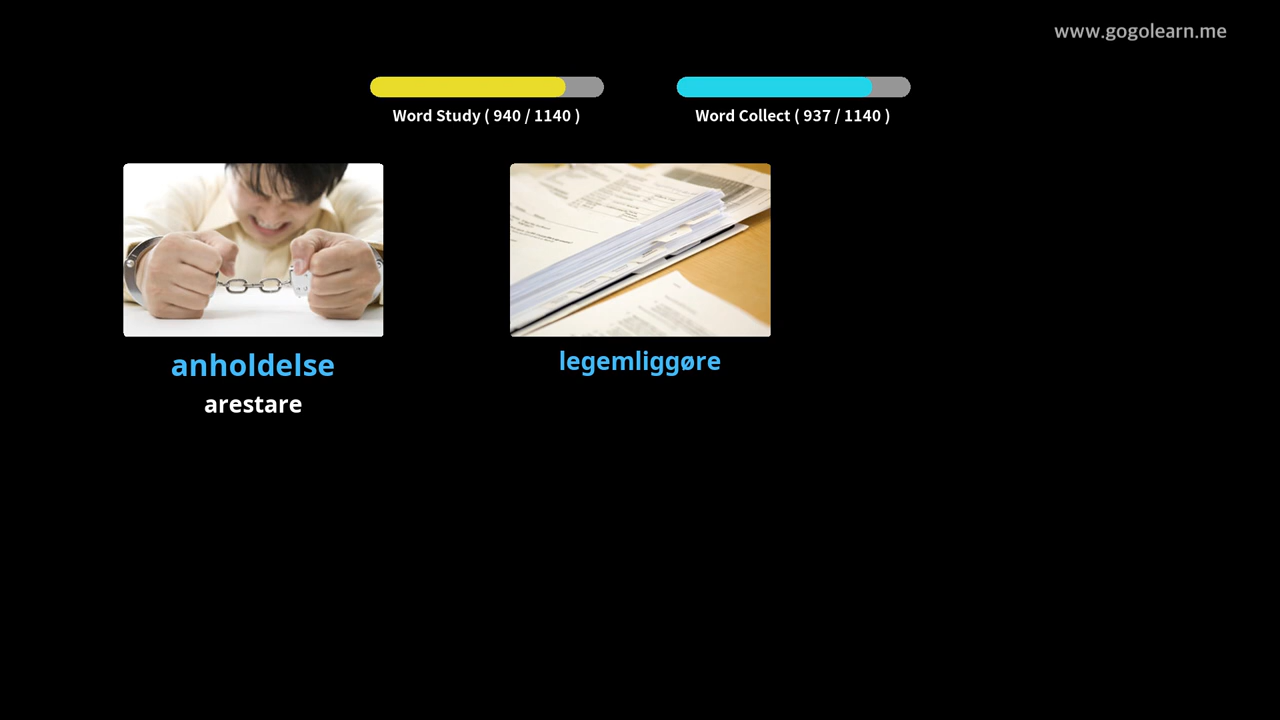 www.gogolearn.me
Word Study ( 940 / 1140 )
Word Collect ( 937 / 1140 )
anholdelse
arestare
legemliggøre